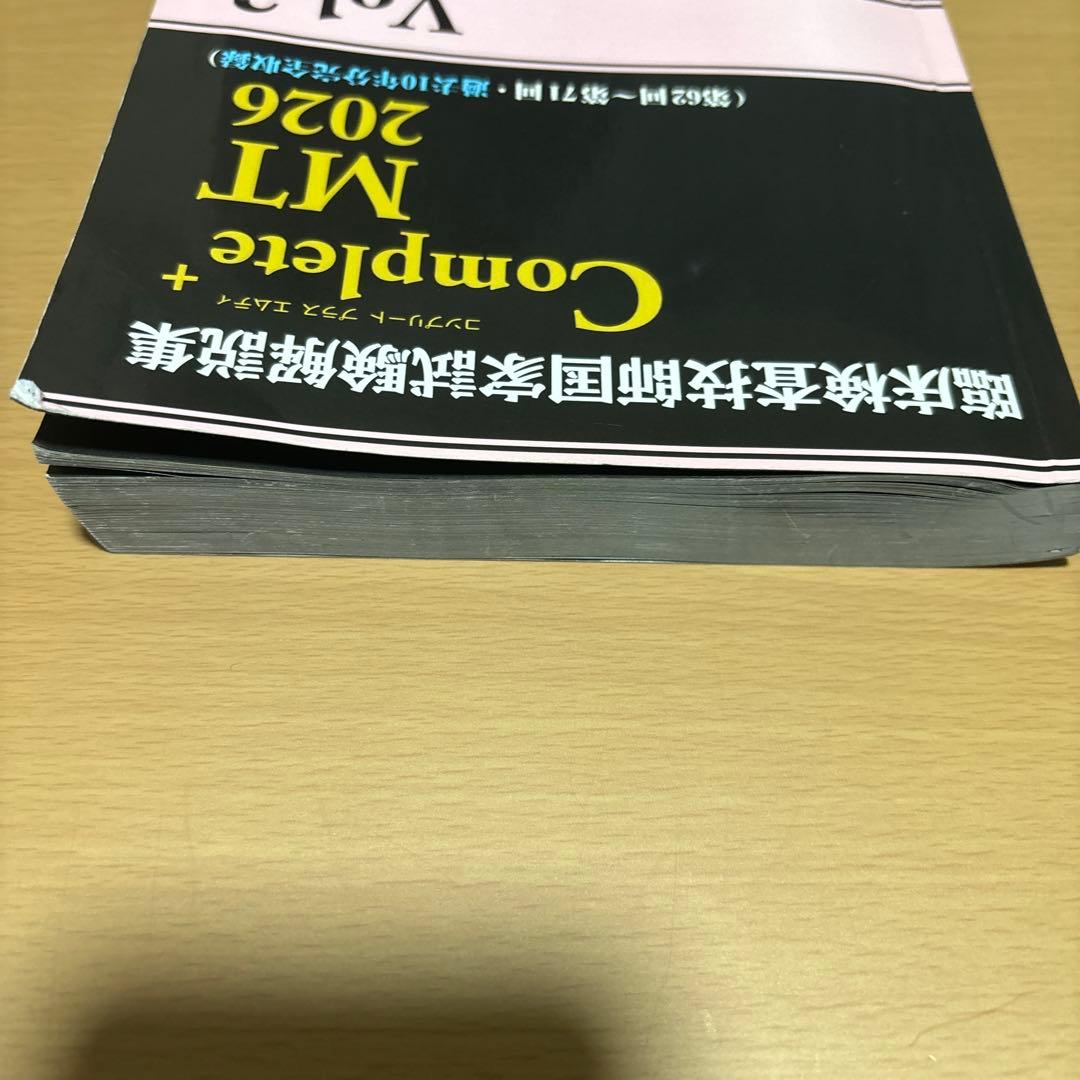 臨床検査技師国家試験解説集
コンプリート プラス エムティ
Complete +
MT
2026
(第62回～第71回・過去10年分完全収録)